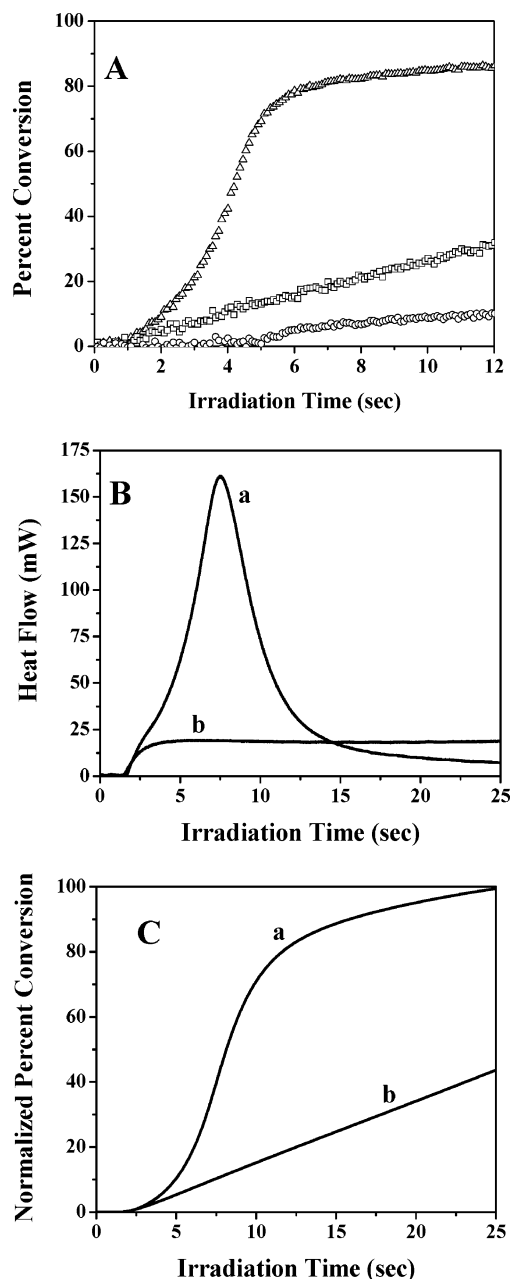 100
A
80
60
40
20
0
Percent Conversion
0 2 4 6 8 10 12
Irradiation Time (sec)
175
B
a
150
125
100
75
50
b
25
0
Heat Flow (mW)
0 5 10 15 20 25
Irradiation Time (sec)
100
C
a
80
60
40
b
20
0
Normalized Percent Conversion
0 5 10 15 20 25
Irradiation Time (sec)